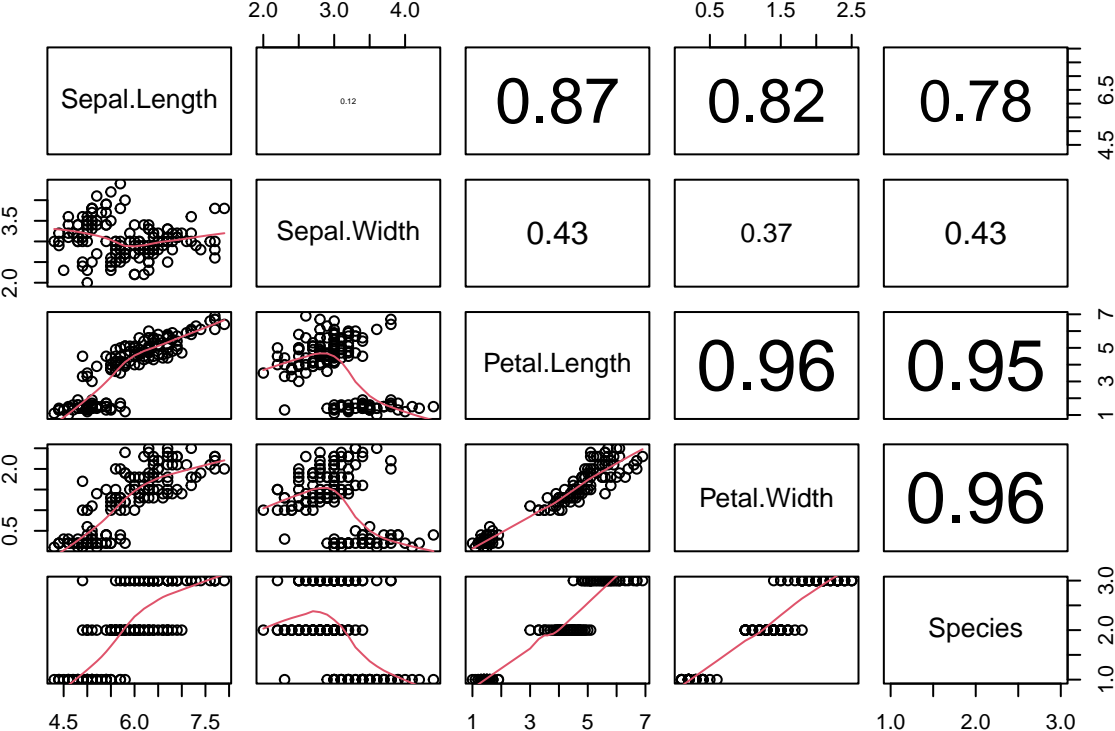 2.0 3.0 4.0 0.5 1.5 2.5
Sepal.Length 0.12 0.87 0.82 0.78
4.5 6.5
2.0 3.5
Sepal.Width 0.43 0.37 0.43
Petal.Length 0.96 0.95
1 3 5 7
0.5 2.0
Petal.Width 0.96
Species
1.0 2.0 3.0
4.5 6.0 7.5 1 3 5 7 1.0 2.0 3.0